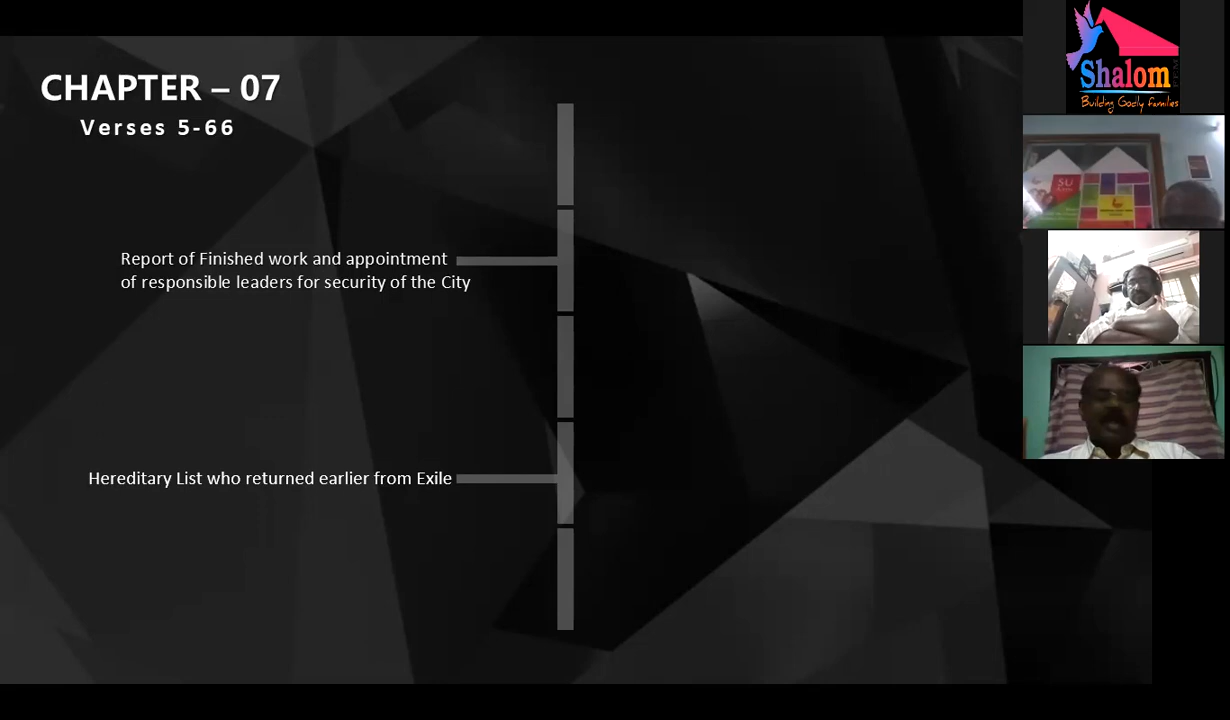 CHAPTER – 07
Verses 5-66
Report of Finished work and appointment
of responsible leaders for security of the City
Hereditary List who returned earlier from Exile
Shalom
Building Godly families
SU